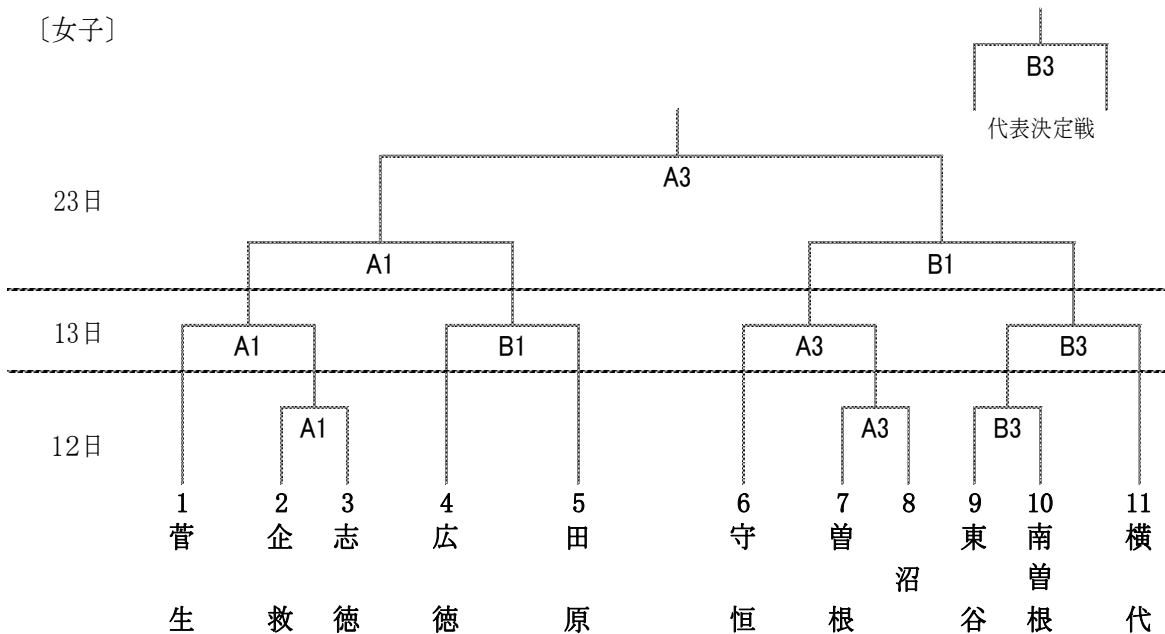 〔女子〕
B3
代表決定戦
A3
23日
A1 B1
13日
A1 B1 A3 B3
12日
A1 A3 B3
1 2 3 4 5 6 7 8 9 10 11
菅生
企救
志徳
広徳
田原
守恒
曽根
沼
東谷
南曽根
横代